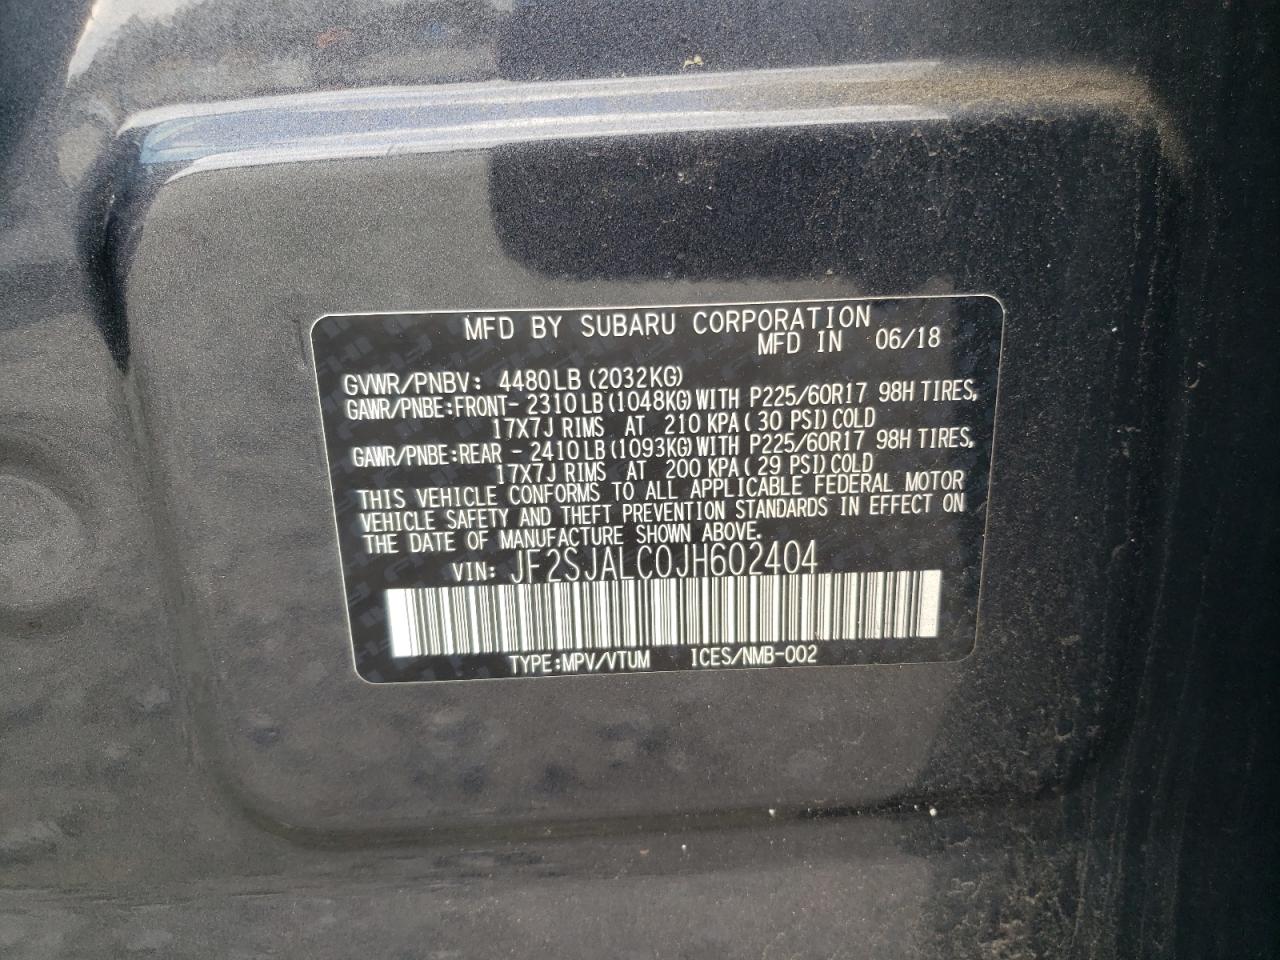 MFD BY SUBARU CORPORATION
MFD IN 06/18
GVWR/PNBV: 4480LB (2032KG)
GAWR/PNBE:FRONT- 2310LB (1048KG) WITH P225/60R17 98H TIRES,
17X7J RIMS AT 210 KPA ( 30 PSI) COLD
GAWR/PNBE:REAR - 2410LB (1093KG) WITH P225/60R17 98H TIRES,
17X7J RIMS AT 200 KPA ( 29 PSI) COLD
THIS VEHICLE CONFORMS TO ALL APPLICABLE FEDERAL MOTOR
VEHICLE SAFETY AND THEFT PREVENTION STANDARDS IN EFFECT ON
THE DATE OF MANUFACTURE SHOWN ABOVE.
VIN: JF2SJALC0JH602404
TYPE:MPV/VTUM ICES/NMB-002